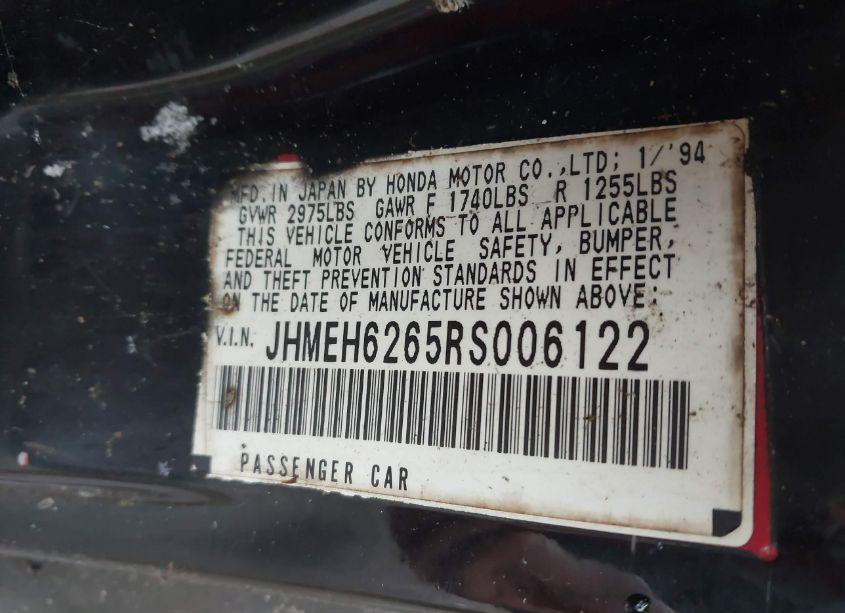 MFD. IN JAPAN BY HONDA MOTOR CO.,LTD; 1/'94
GVWR 2975LBS GAWR F 1740LBS R 1255LBS
THIS VEHICLE CONFORMS TO ALL APPLICABLE
FEDERAL MOTOR VEHICLE SAFETY, BUMPER,
AND THEFT PREVENTION STANDARDS IN EFFECT
ON THE DATE OF MANUFACTURE SHOWN ABOVE:
V.I.N. JHMEH6265RS006122
PASSENGER CAR